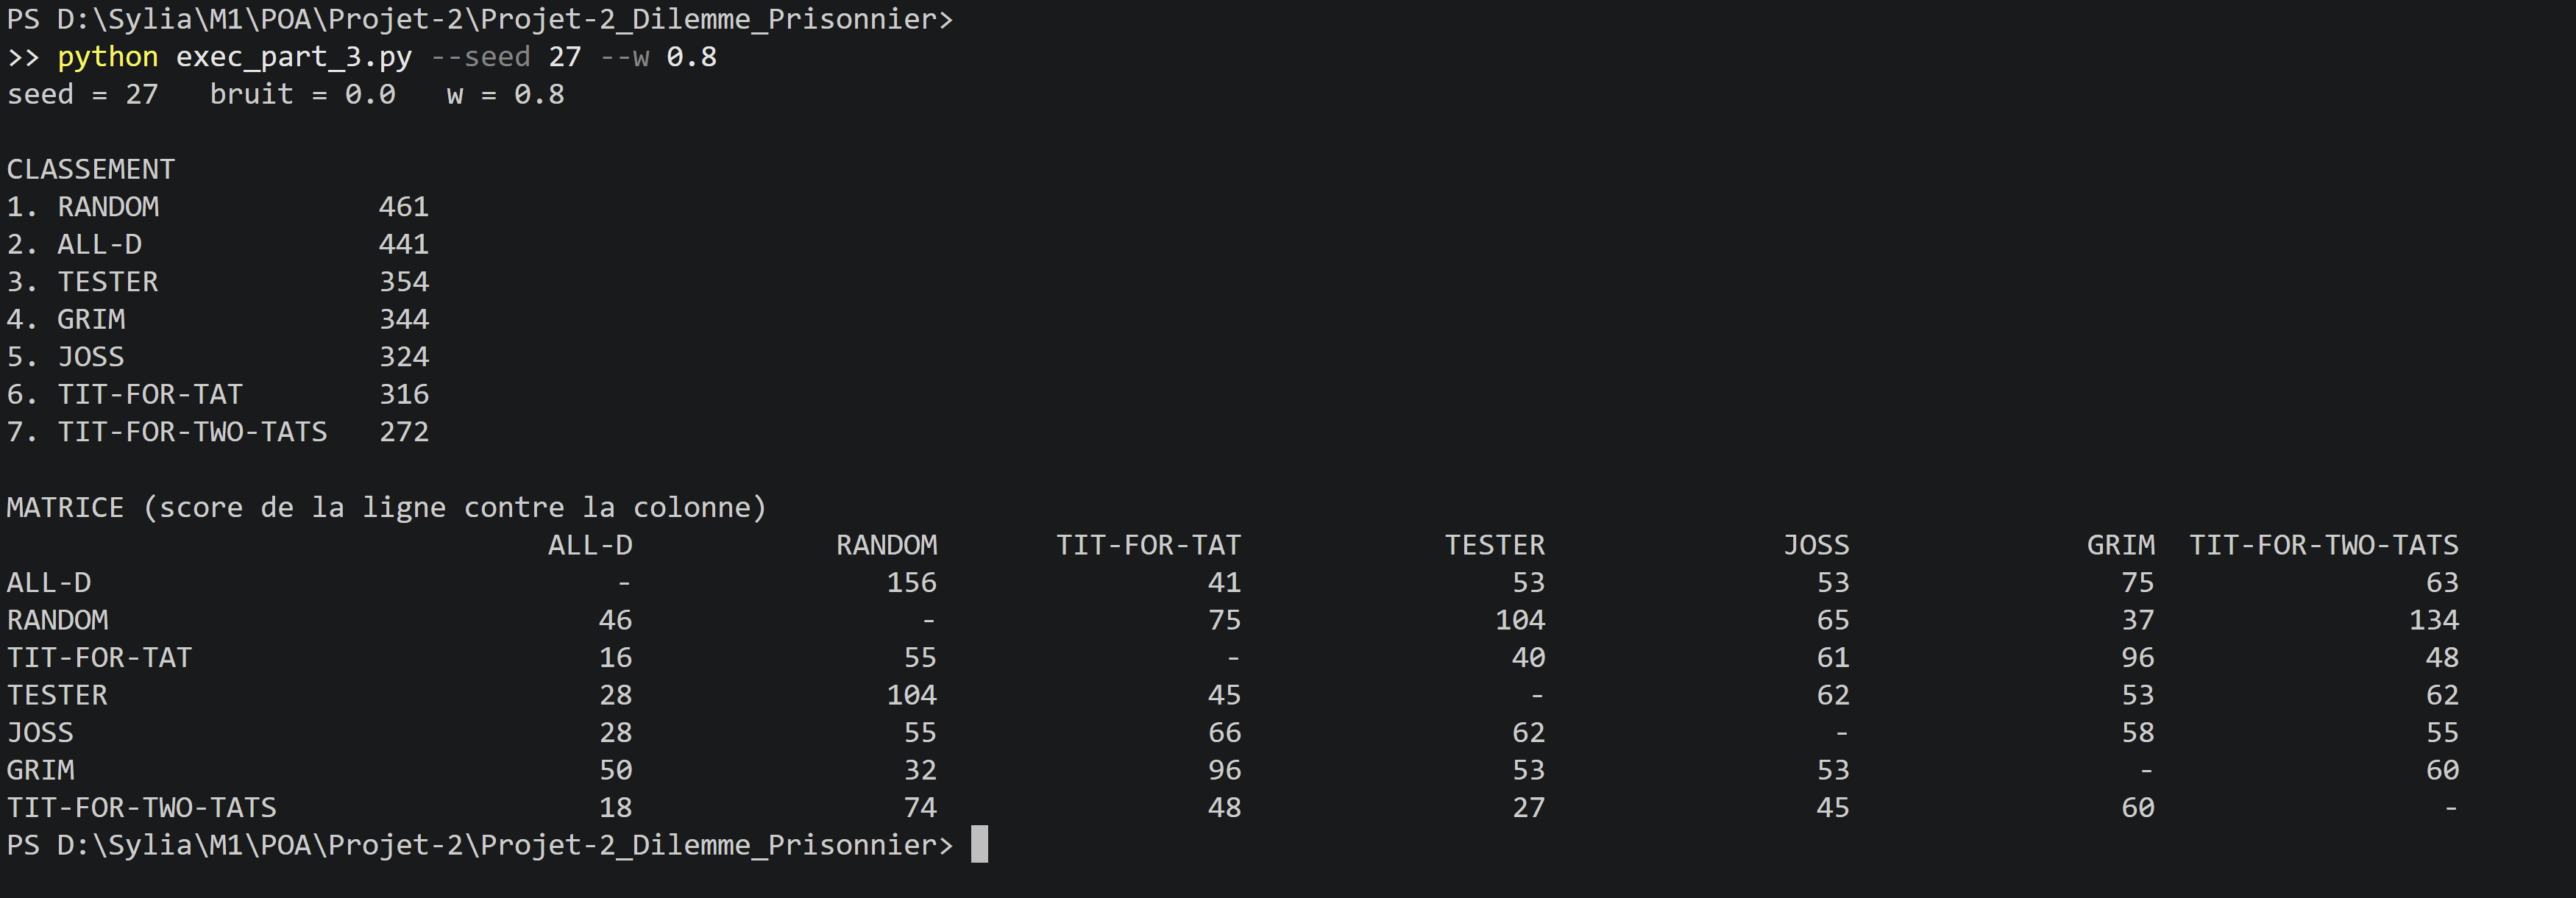 PS D:\Sylia\M1\POA\Projet-2\Projet-2_Dilemme_Prisonnier>
>> python exec_part_3.py --seed 27 --w 0.8
seed = 27   bruit = 0.0   w = 0.8
CLASSEMENT
1. RANDOM             461
2. ALL-D              441
3. TESTER             354
4. GRIM               344
5. JOSS               324
6. TIT-FOR-TAT        316
7. TIT-FOR-TWO-TATS   272
MATRICE (score de la ligne contre la colonne)
ALL-D RANDOM TIT-FOR-TAT TESTER JOSS GRIM TIT-FOR-TWO-TATS
ALL-D - 156 41 53 53 75 63
RANDOM 46 - 75 104 65 37 134
TIT-FOR-TAT 16 55 - 40 61 96 48
TESTER 28 104 45 - 62 53 62
JOSS 28 55 66 62 - 58 55
GRIM 50 32 96 53 53 - 60
TIT-FOR-TWO-TATS 18 74 48 27 45 60 -
PS D:\Sylia\M1\POA\Projet-2\Projet-2_Dilemme_Prisonnier>